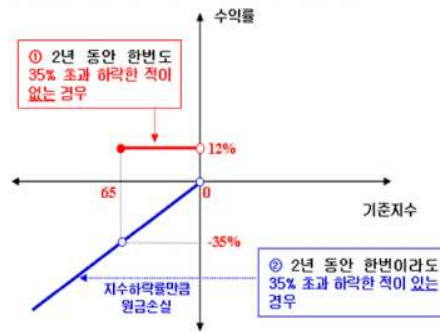 수익률
① 2년 동안 한번도
35% 초과 하락한 적이
없는 경우
12%
65
0
기준지수
-35%
지수하락률만큼
원금손실
② 2년 동안 한번이라도
35% 초과 하락한 적이 있는
경우